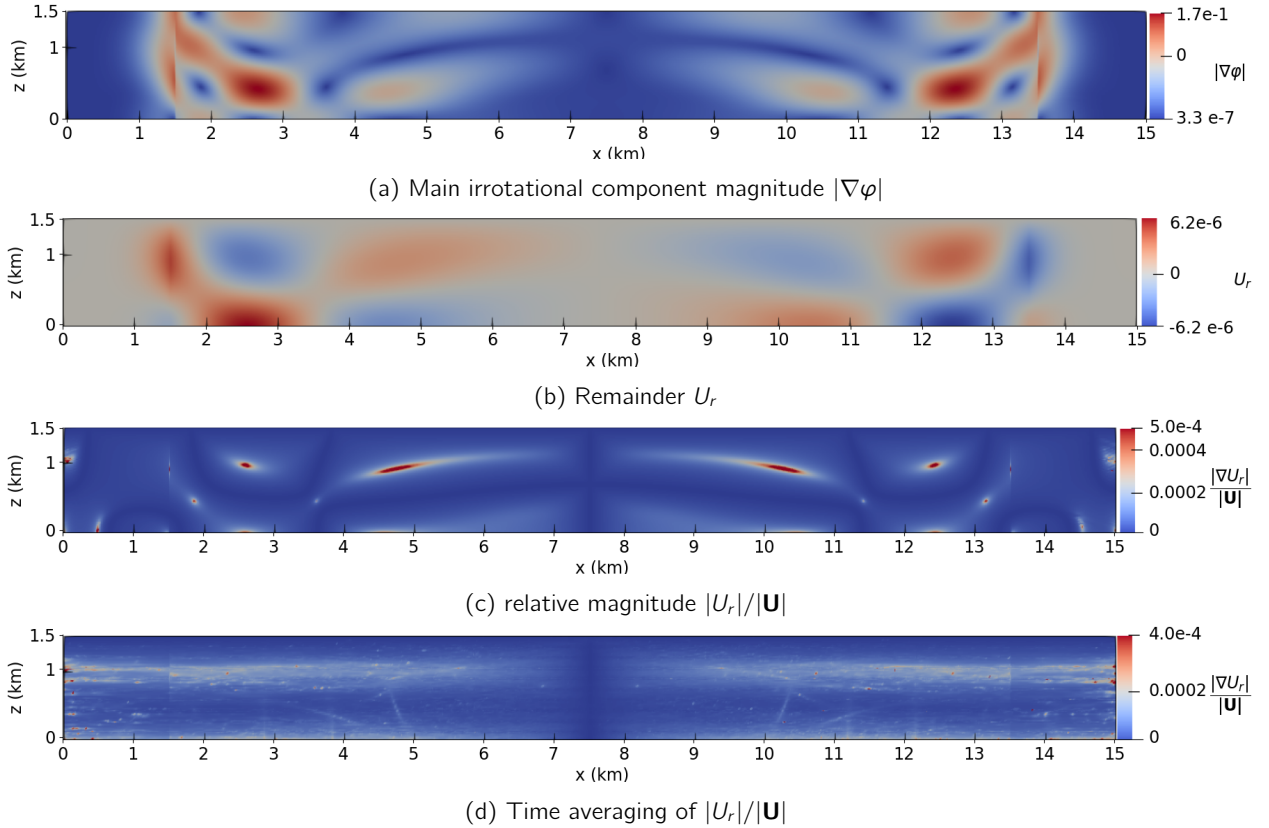 1.5
1
0
z (km)
0 1 2 3 4 5 6 7 8 9 10 11 12 13 14 15
x (km)
1.7e-1
0
3.3 e-7
|∇φ|
(a) Main irrotational component magnitude |∇φ|
1.5
1
0
z (km)
0 1 2 3 4 5 6 7 8 9 10 11 12 13 14 15
x (km)
6.2e-6
0
-6.2 e-6
U_r
(b) Remainder U_r
1.5
1
0
z (km)
0 1 2 3 4 5 6 7 8 9 10 11 12 13 14 15
x (km)
5.0e-4
0.0004
0.0002
0
|∇U_r|
|U|
(c) relative magnitude |U_r|/|U|
1.5
1
0
z (km)
0 1 2 3 4 5 6 7 8 9 10 11 12 13 14 15
x (km)
4.0e-4
0.0002
0
|∇U_r|
|U|
(d) Time averaging of |U_r|/|U|